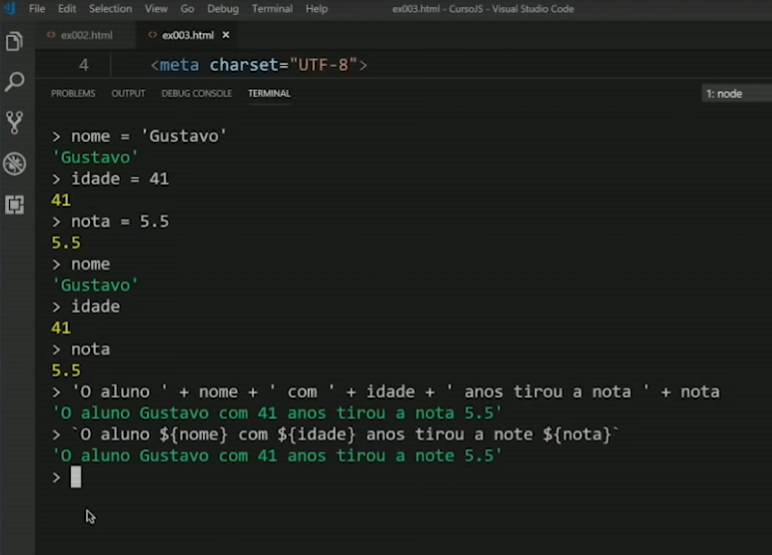 File Edit Selection View Go Debug Terminal Help ex003.html - CursoJS - Visual Studio Code
<> ex002.html <> ex003.html ×
4 <meta charset="UTF-8">
PROBLEMS OUTPUT DEBUG CONSOLE TERMINAL 1: node
> nome = 'Gustavo'
'Gustavo'
> idade = 41
41
> nota = 5.5
5.5
> nome
'Gustavo'
> idade
41
> nota
5.5
> 'O aluno ' + nome + ' com ' + idade + ' anos tirou a nota ' + nota
'O aluno Gustavo com 41 anos tirou a nota 5.5'
> `O aluno ${nome} com ${idade} anos tirou a note ${nota}`
'O aluno Gustavo com 41 anos tirou a note 5.5'
>